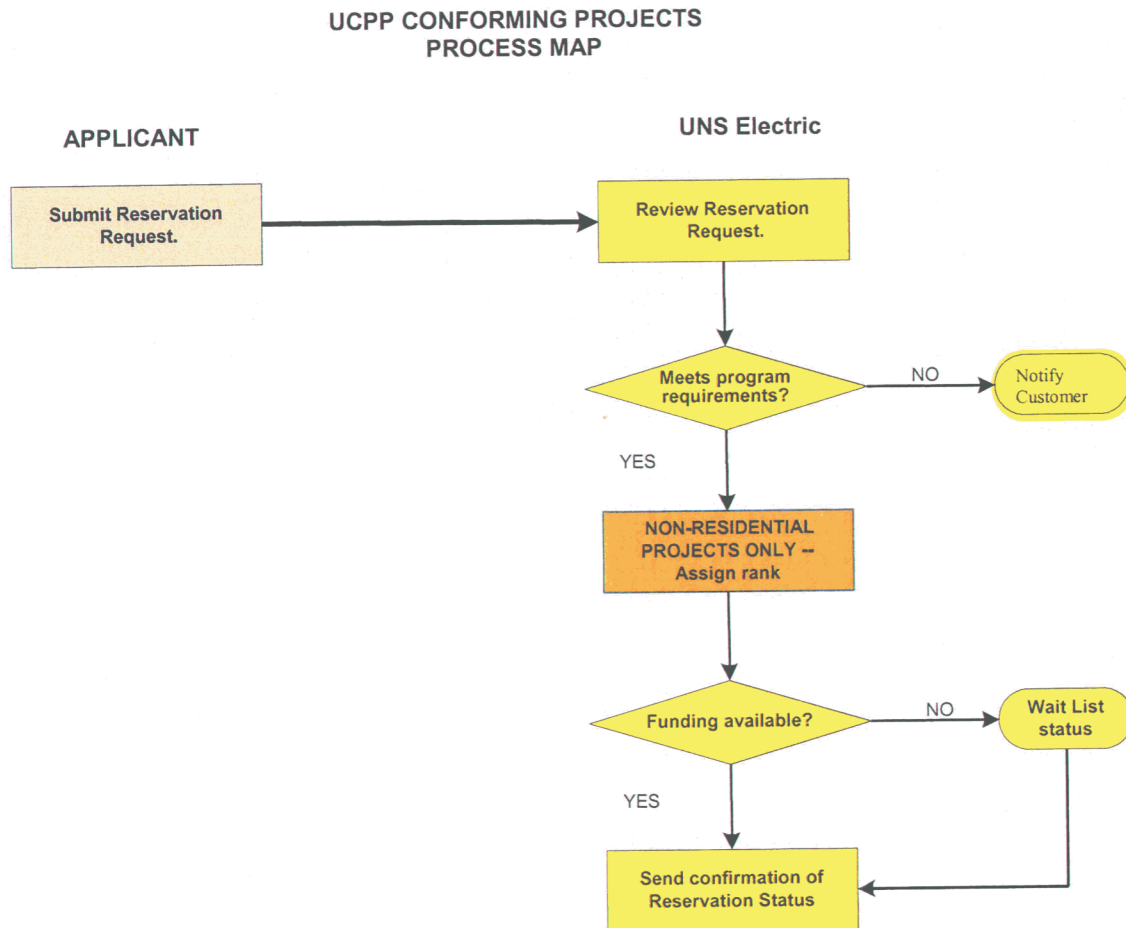 UCPP CONFORMING PROJECTS
PROCESS MAP
APPLICANT
UNS Electric
Submit Reservation
Request.
Review Reservation
Request.
Meets program
requirements?
NO
Notify
Customer
YES
NON-RESIDENTIAL
PROJECTS ONLY --
Assign rank
Funding available?
NO
Wait List
status
YES
Send confirmation of
Reservation Status